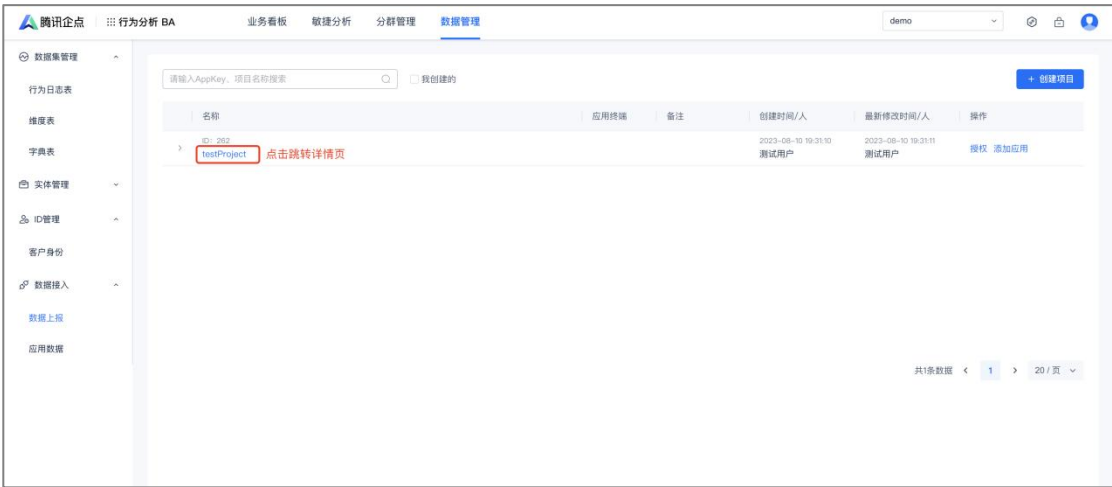 腾讯企点 行为分析 BA 业务看板 敏捷分析 分群管理 数据管理 demo
数据集管理
行为日志表
维度表
字典表
实体管理
ID管理
客户身份
数据接入
数据上报
应用数据
请输入AppKey、项目名称搜索 我创建的 + 创建项目
名称 应用终端 备注 创建时间/人 最新修改时间/人 操作
ID: 262 2023-08-10 19:31:10 2023-08-10 19:31:11
testProject 点击跳转详情页 测试用户 测试用户 授权 添加应用
共1条数据 1 20 / 页